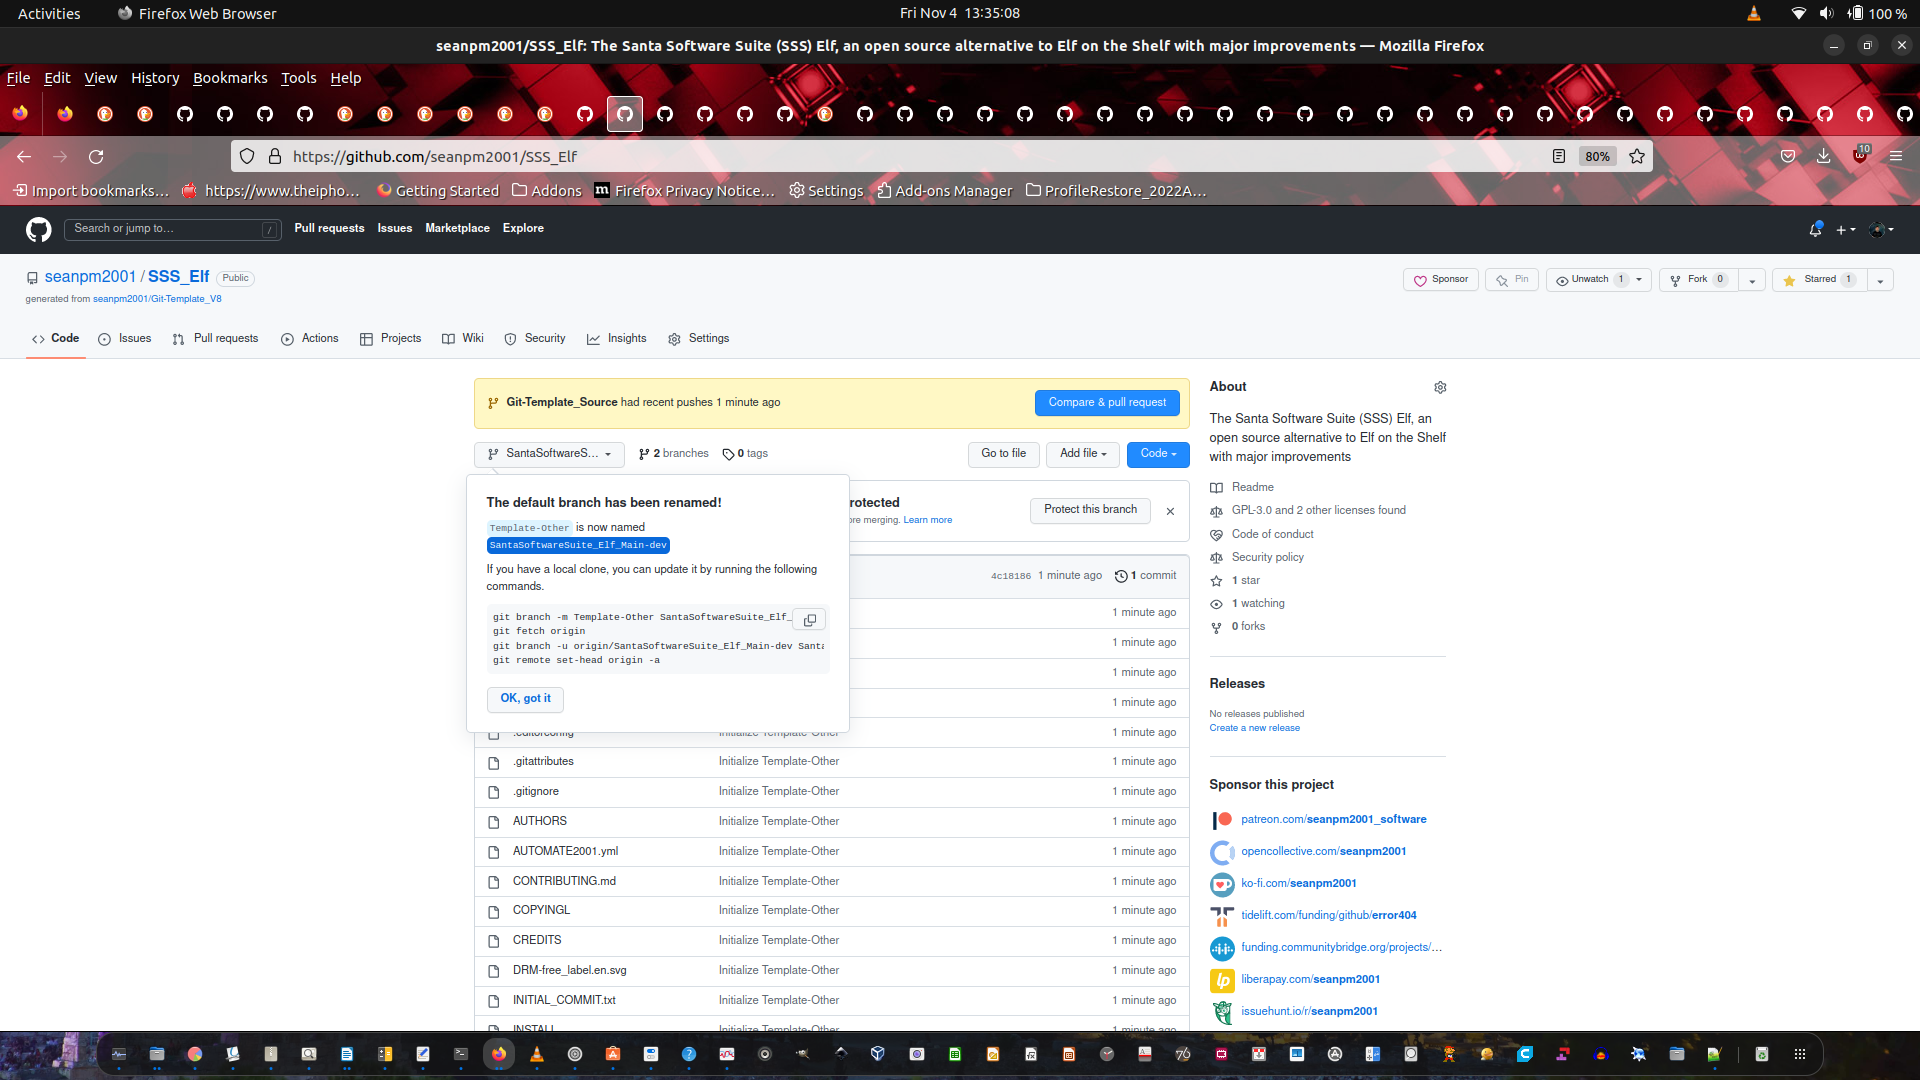 Activities
Firefox Web Browser
Fri Nov 4 13:35:08
100 %
seanpm2001/SSS_Elf: The Santa Software Suite (SSS) Elf, an open source alternative to Elf on the Shelf with major improvements — Mozilla Firefox
File Edit View History Bookmarks Tools Help
https://github.com/seanpm2001/SSS_Elf
80%
10
Import bookmarks…
https://www.theipho…
Getting Started
Addons
m
Firefox Privacy Notice…
Settings
Add-ons Manager
ProfileRestore_2022A…
Search or jump to…
/
Pull requests
Issues
Marketplace
Explore
seanpm2001 / SSS_Elf
Public
generated from seanpm2001/Git-Template_V8
Sponsor
Pin
Unwatch 1
Fork 0
Starred 1
Code
Issues
Pull requests
Actions
Projects
Wiki
Security
Insights
Settings
Git-Template_Source had recent pushes 1 minute ago
Compare & pull request
SantaSoftwareS…
2 branches
0 tags
Go to file
Add file
Code
The default branch has been renamed!
Template-Other is now named
SantaSoftwareSuite_Elf_Main-dev
If you have a local clone, you can update it by running the following
commands.
git branch -m Template-Other SantaSoftwareSuite_Elf_
git fetch origin
git branch -u origin/SantaSoftwareSuite_Elf_Main-dev Santa
git remote set-head origin -a
OK, got it
rotected
ore merging. Learn more
Protect this branch
4c18186 1 minute ago
1 commit
1 minute ago
1 minute ago
1 minute ago
1 minute ago
.editorconfig Initialize Template-Other 1 minute ago
.gitattributes Initialize Template-Other 1 minute ago
.gitignore Initialize Template-Other 1 minute ago
AUTHORS Initialize Template-Other 1 minute ago
AUTOMATE2001.yml Initialize Template-Other 1 minute ago
CONTRIBUTING.md Initialize Template-Other 1 minute ago
COPYINGL Initialize Template-Other 1 minute ago
CREDITS Initialize Template-Other 1 minute ago
DRM-free_label.en.svg Initialize Template-Other 1 minute ago
INITIAL_COMMIT.txt Initialize Template-Other 1 minute ago
INSTALL Initialize Template-Other 1 minute ago
About
The Santa Software Suite (SSS) Elf, an
open source alternative to Elf on the Shelf
with major improvements
Readme
GPL-3.0 and 2 other licenses found
Code of conduct
Security policy
1 star
1 watching
0 forks
Releases
No releases published
Create a new release
Sponsor this project
patreon.com/seanpm2001_software
opencollective.com/seanpm2001
ko-fi.com/seanpm2001
tidelift.com/funding/github/error404
funding.communitybridge.org/projects/…
liberapay.com/seanpm2001
issuehunt.io/r/seanpm2001